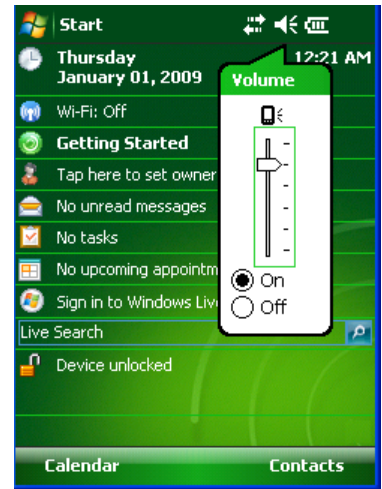 Start
Thursday 12:21 AM
January 01, 2009
Volume
Wi-Fi: Off
Getting Started
Tap here to set owner
No unread messages
No tasks
No upcoming appointm
On
Sign in to Windows Liv
Off
Live Search
Device unlocked
Calendar Contacts